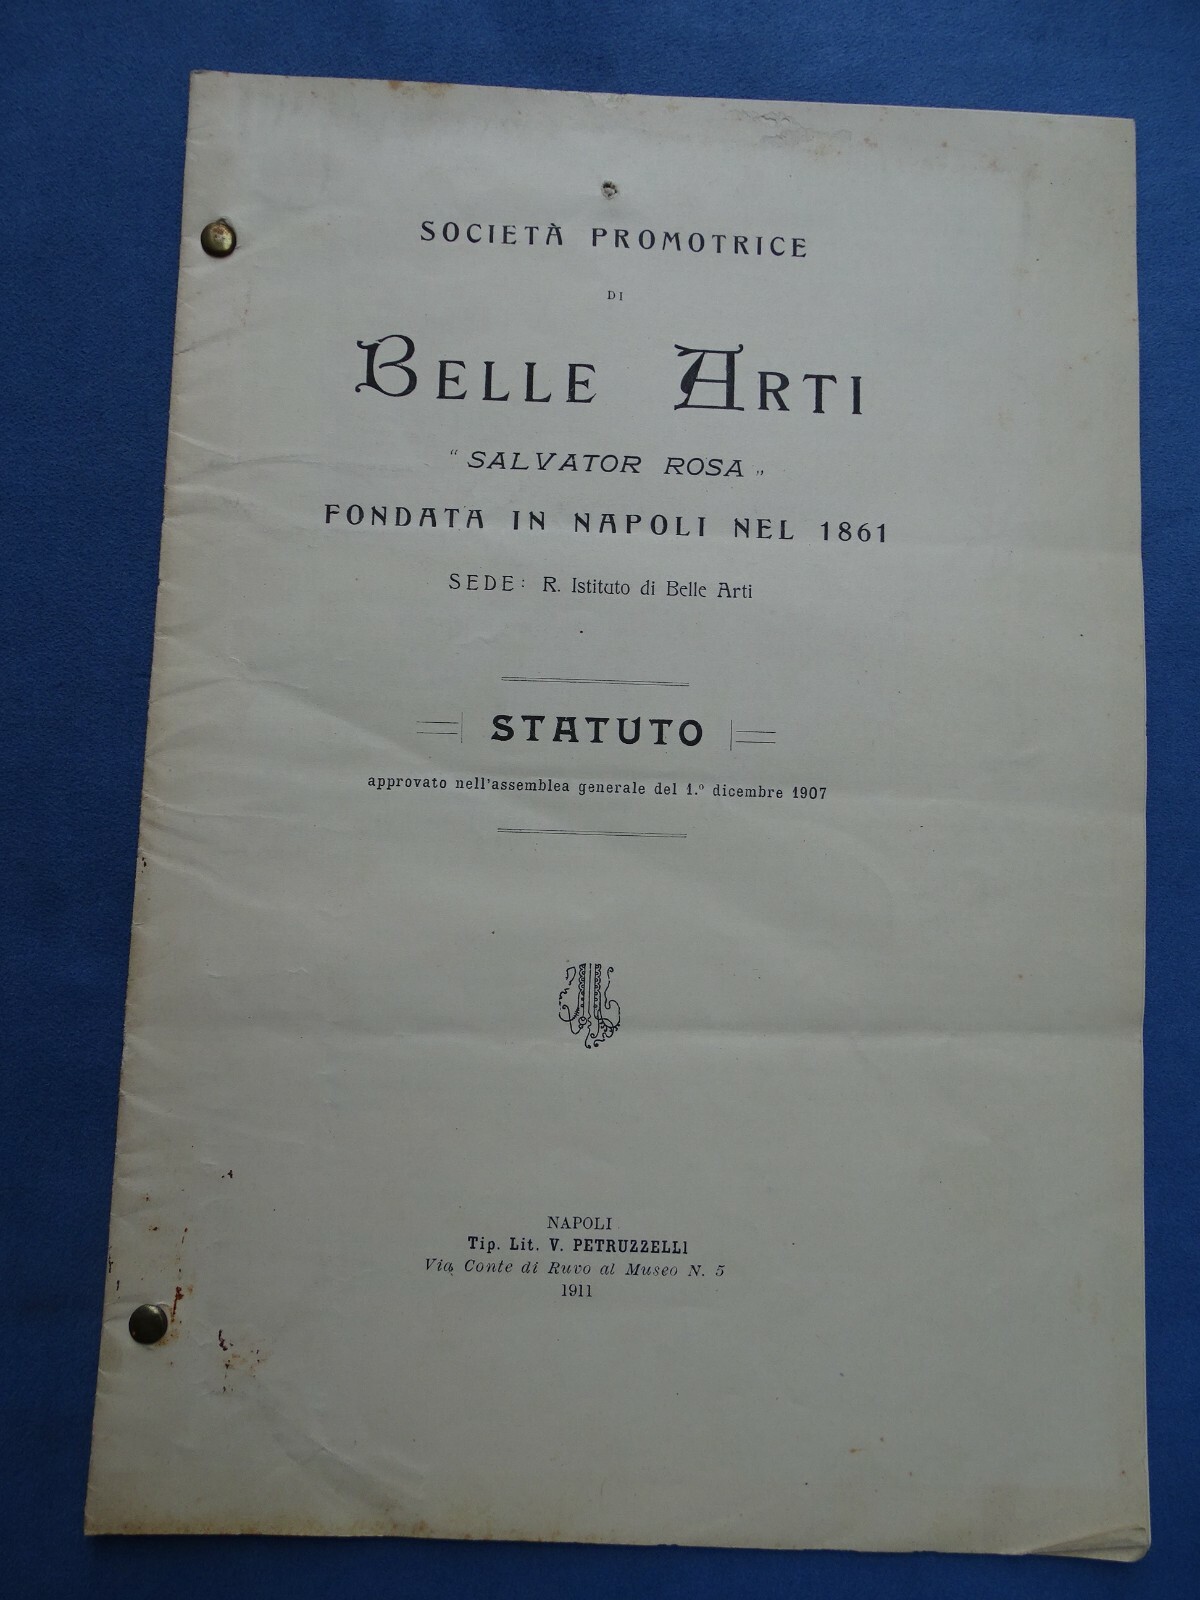 SOCIETÀ PROMOTRICE
DI
BELLE ARTI
“ SALVATOR ROSA „
FONDATA IN NAPOLI NEL 1861
SEDE: R. Istituto di Belle Arti
STATUTO
approvato nell'assemblea generale del 1.º dicembre 1907
NAPOLI
Tip. Lit. V. PETRUZZELLI
Via Conte di Ruvo al Museo N. 5
1911